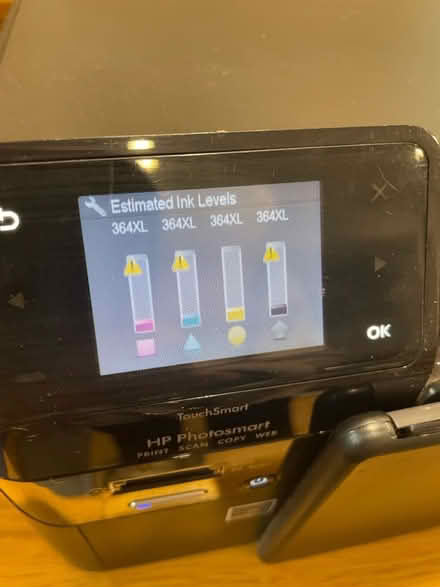 Estimated Ink Levels
364XL 364XL 364XL 364XL
OK
TouchSmart
HP Photosmart
PRINT SCAN COPY WEB